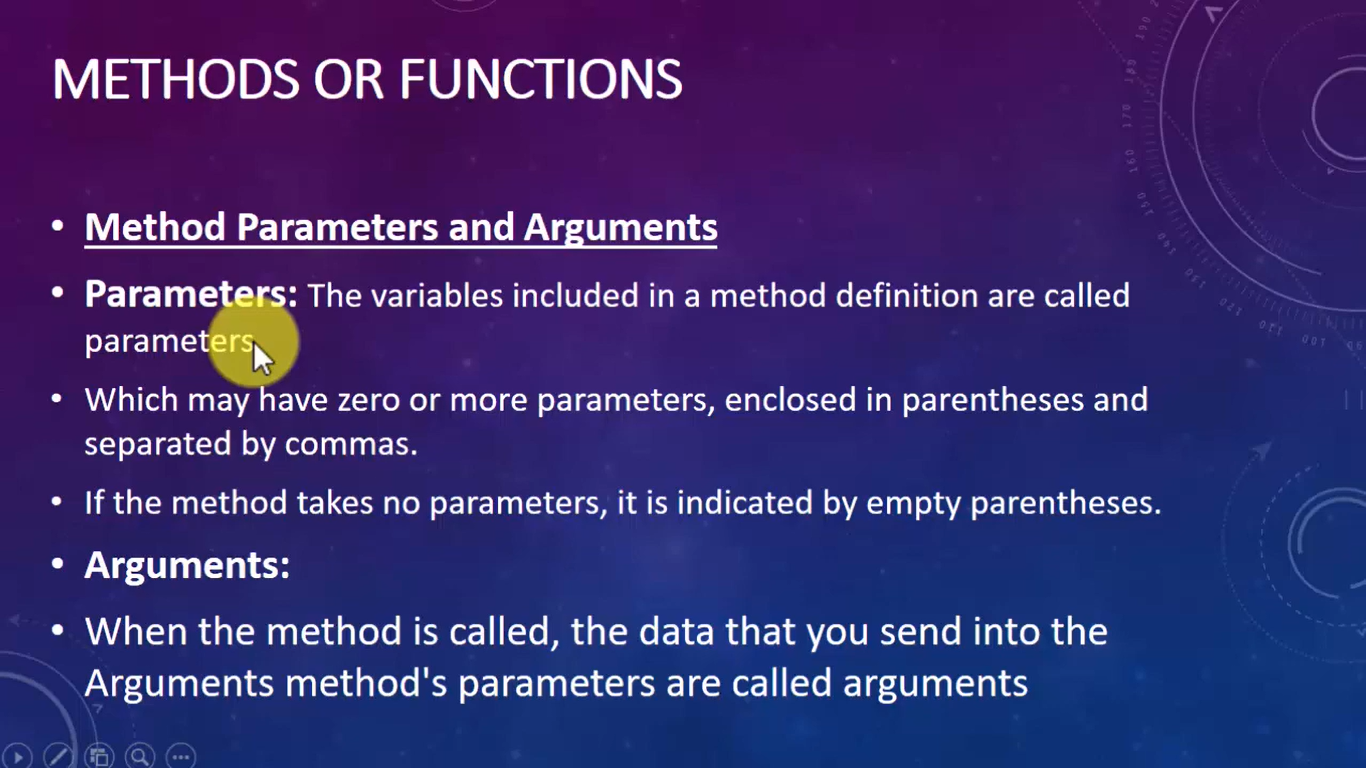 METHODS OR FUNCTIONS
• Method Parameters and Arguments
• Parameters: The variables included in a method definition are called
parameters.
• Which may have zero or more parameters, enclosed in parentheses and
separated by commas.
• If the method takes no parameters, it is indicated by empty parentheses.
• Arguments:
• When the method is called, the data that you send into the
Arguments method's parameters are called arguments